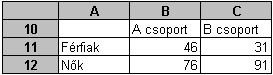 A B C
10 A csoport B csoport
11 Férfiak 46 31
12 Nők 76 91